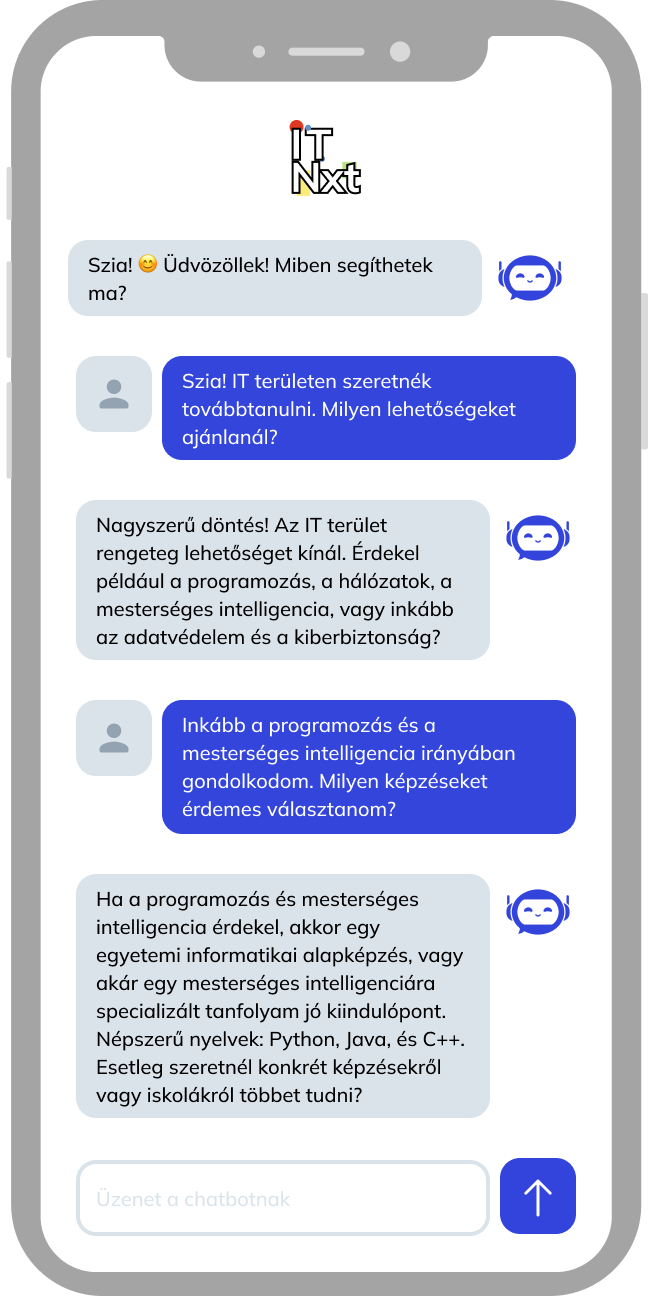 IT
Nxt
Szia! 😊 Üdvözöllek! Miben segíthetek
ma?
Szia! IT területen szeretnék
továbbtanulni. Milyen lehetőségeket
ajánlanál?
Nagyszerű döntés! Az IT terület
rengeteg lehetőséget kínál. Érdekel
például a programozás, a hálózatok, a
mesterséges intelligencia, vagy inkább
az adatvédelem és a kiberbiztonság?
Inkább a programozás és a
mesterséges intelligencia irányában
gondolkodom. Milyen képzéseket
érdemes választanom?
Ha a programozás és mesterséges
intelligencia érdekel, akkor egy
egyetemi informatikai alapképzés, vagy
akár egy mesterséges intelligenciára
specializált tanfolyam jó kiindulópont.
Népszerű nyelvek: Python, Java, és C++.
Esetleg szeretnél konkrét képzésekről
vagy iskolákról többet tudni?
Üzenet a chatbotnak